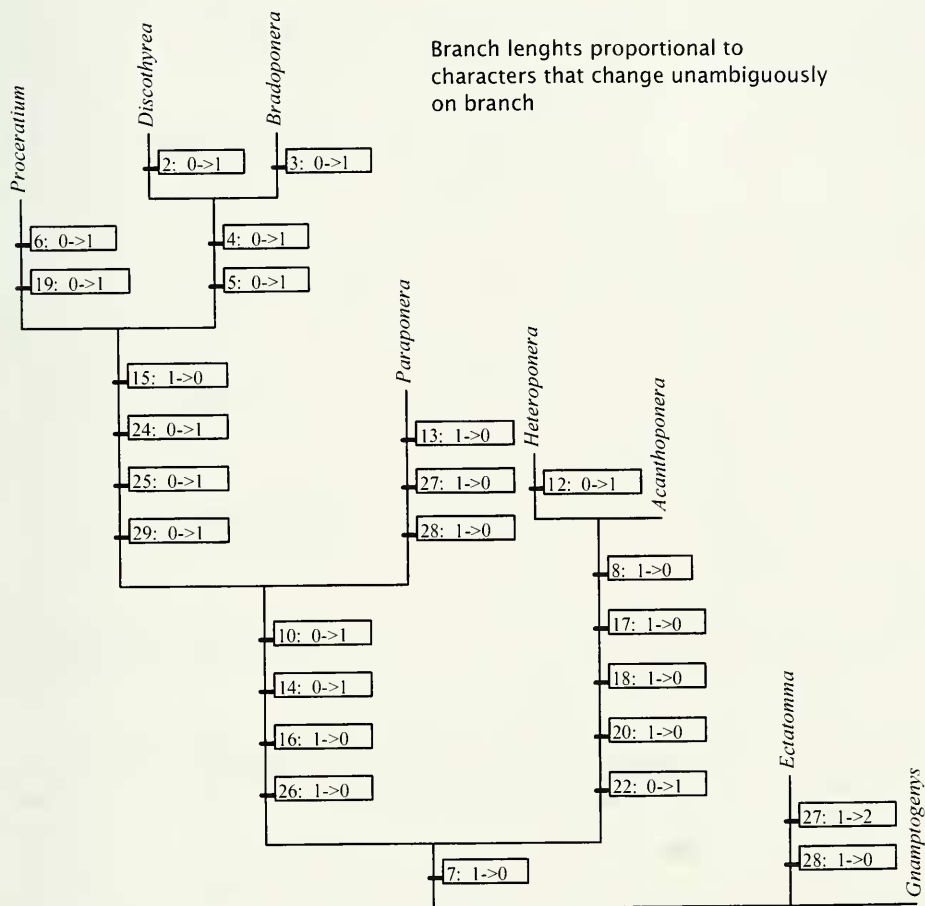 Branch lenghts proportional to
characters that change unambiguously
on branch
Proceratium
Discothyrea
Bradoponera
2: 0->1
3: 0->1
6: 0->1
4: 0->1
19: 0->1
5: 0->1
Paraponera
Heteroponera
Acanthoponera
15: 1->0
24: 0->1
13: 1->0
25: 0->1
27: 1->0
12: 0->1
29: 0->1
28: 1->0
8: 1->0
10: 0->1
17: 1->0
14: 0->1
18: 1->0
16: 1->0
20: 1->0
26: 1->0
22: 0->1
Ectatomma
Gnamptogenys
27: 1->2
7: 1->0
28: 1->0